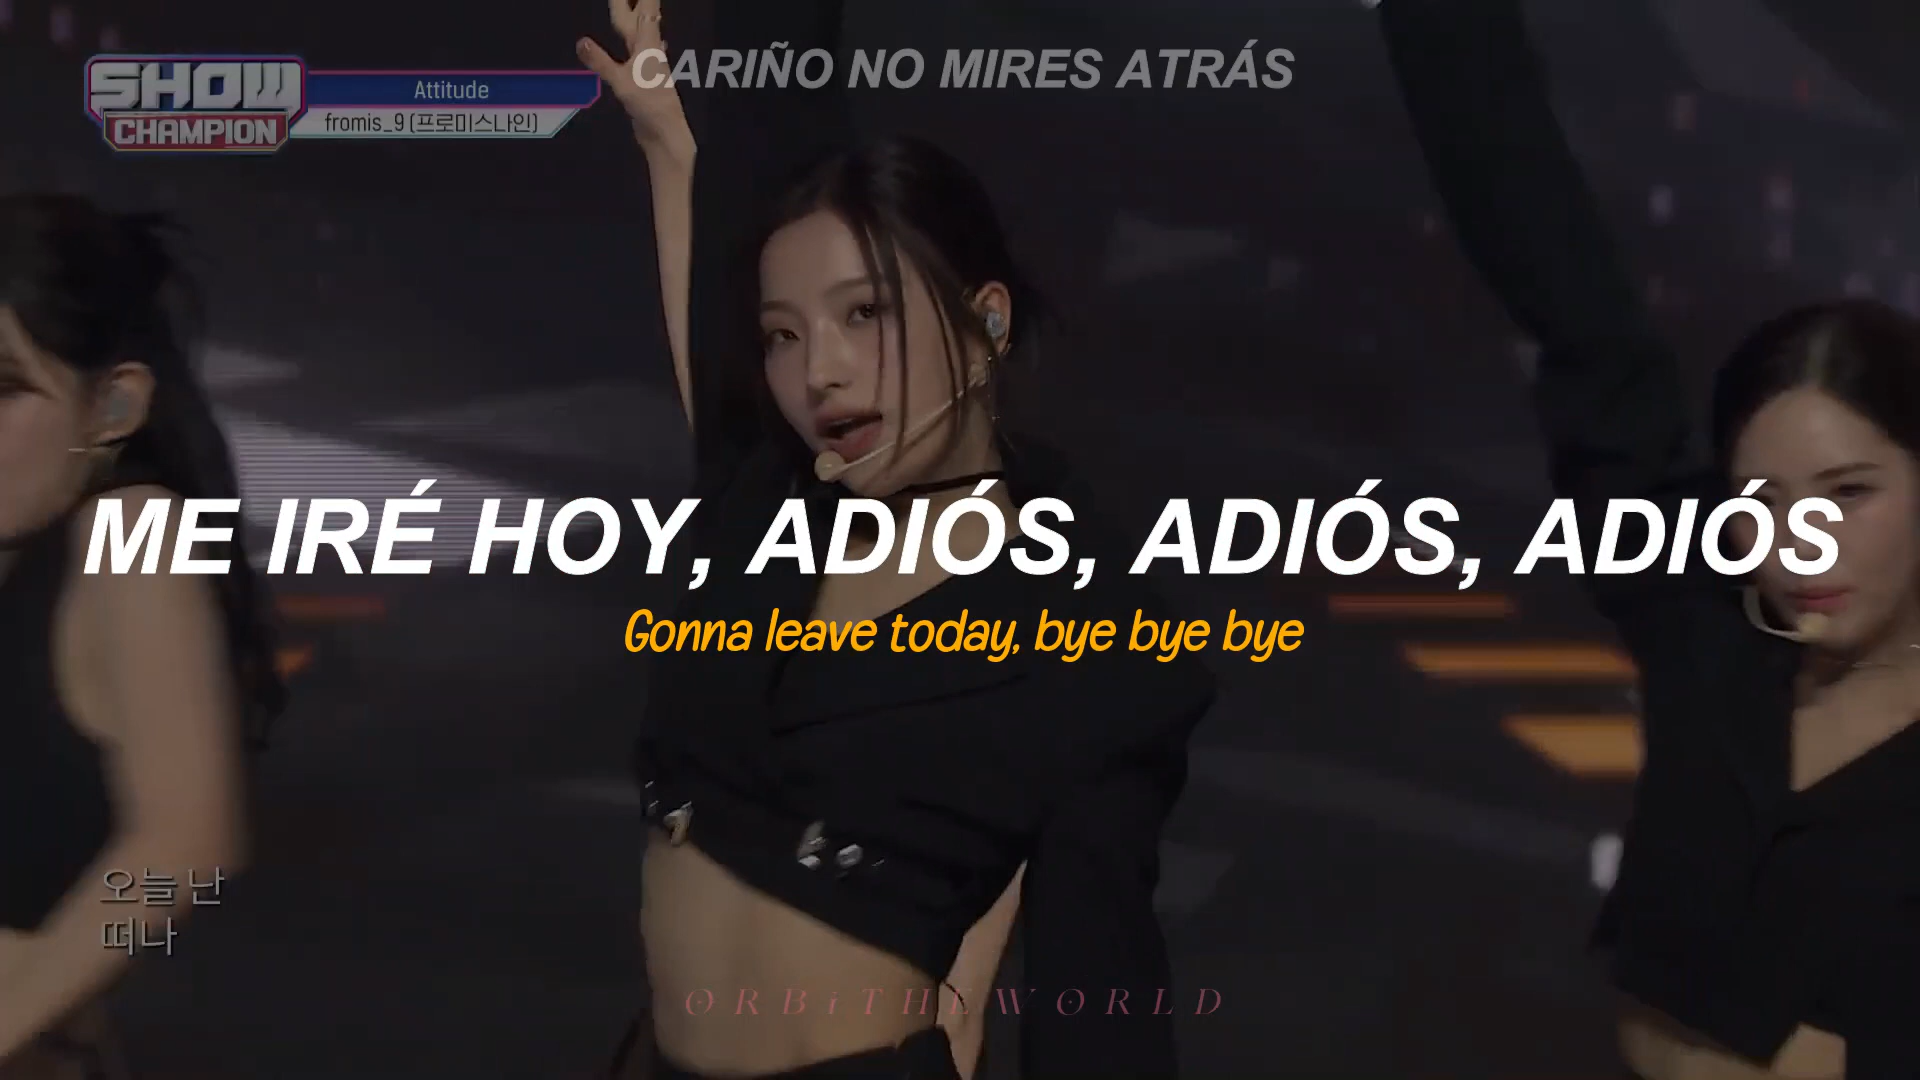 CARIÑO NO MIRES ATRÁS
SHOW
CHAMPION
Attitude
fromis_9 (프로미스나인)
ME IRÉ HOY, ADIÓS, ADIÓS, ADIÓS
Gonna leave today, bye bye bye
오늘 난
떠나
ORBiTHEWORLD